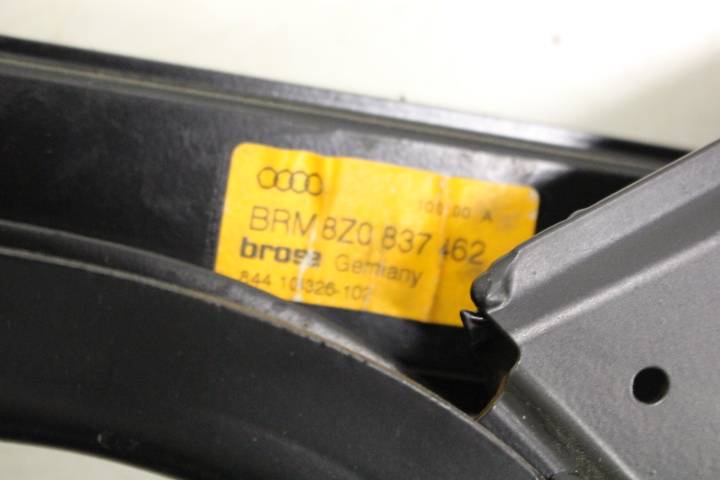 108 00 A
BRM 8Z0 837 462
brose Germany
844 10326-102